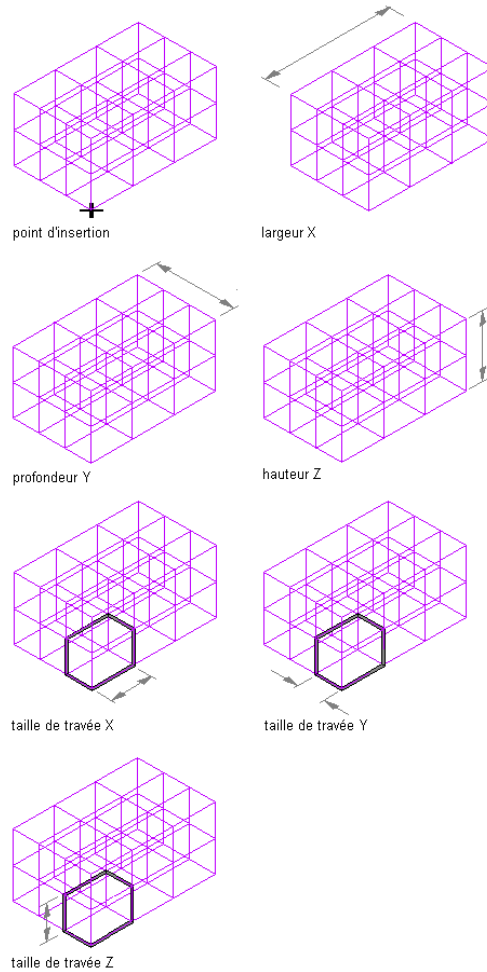 point d'insertion
largeur X
profondeur Y
hauteur Z
taille de travée X
taille de travée Y
taille de travée Z